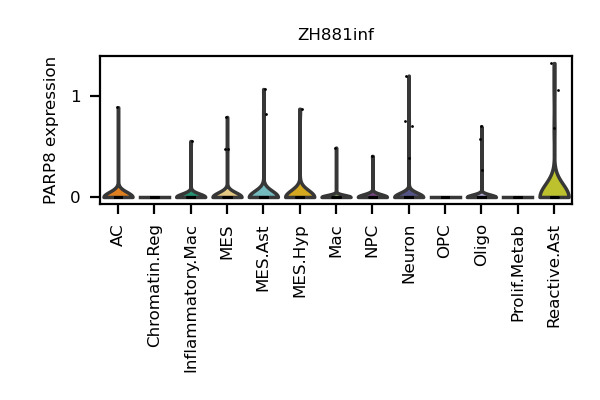 ZH881inf
PARP8 expression
1
0
AC
Chromatin.Reg
Inflammatory.Mac
MES
MES.Ast
MES.Hyp
Mac
NPC
Neuron
OPC
Oligo
Prolif.Metab
Reactive.Ast